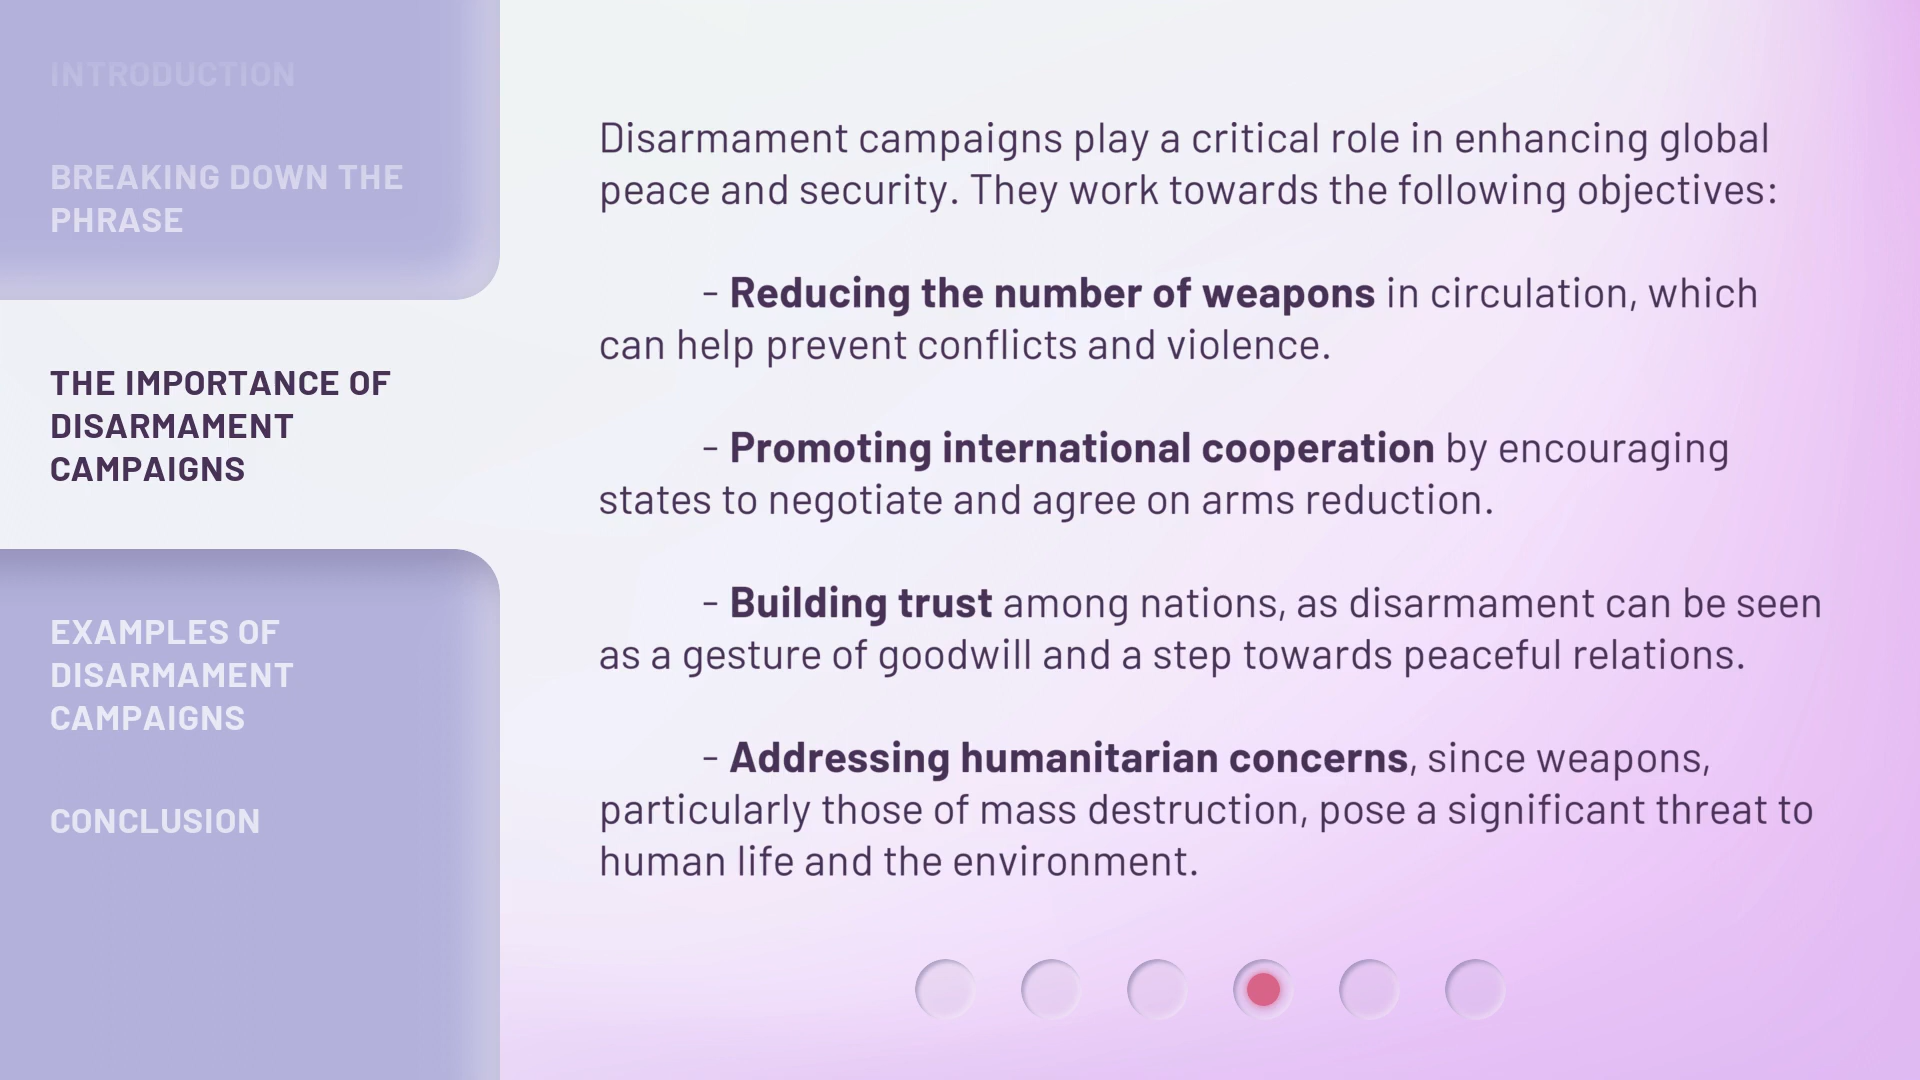 INTRODUCTION
BREAKING DOWN THE
PHRASE
THE IMPORTANCE OF
DISARMAMENT
CAMPAIGNS
EXAMPLES OF
DISARMAMENT
CAMPAIGNS
CONCLUSION
Disarmament campaigns play a critical role in enhancing global
peace and security. They work towards the following objectives:
- Reducing the number of weapons in circulation, which
can help prevent conflicts and violence.
- Promoting international cooperation by encouraging
states to negotiate and agree on arms reduction.
- Building trust among nations, as disarmament can be seen
as a gesture of goodwill and a step towards peaceful relations.
- Addressing humanitarian concerns, since weapons,
particularly those of mass destruction, pose a significant threat to
human life and the environment.